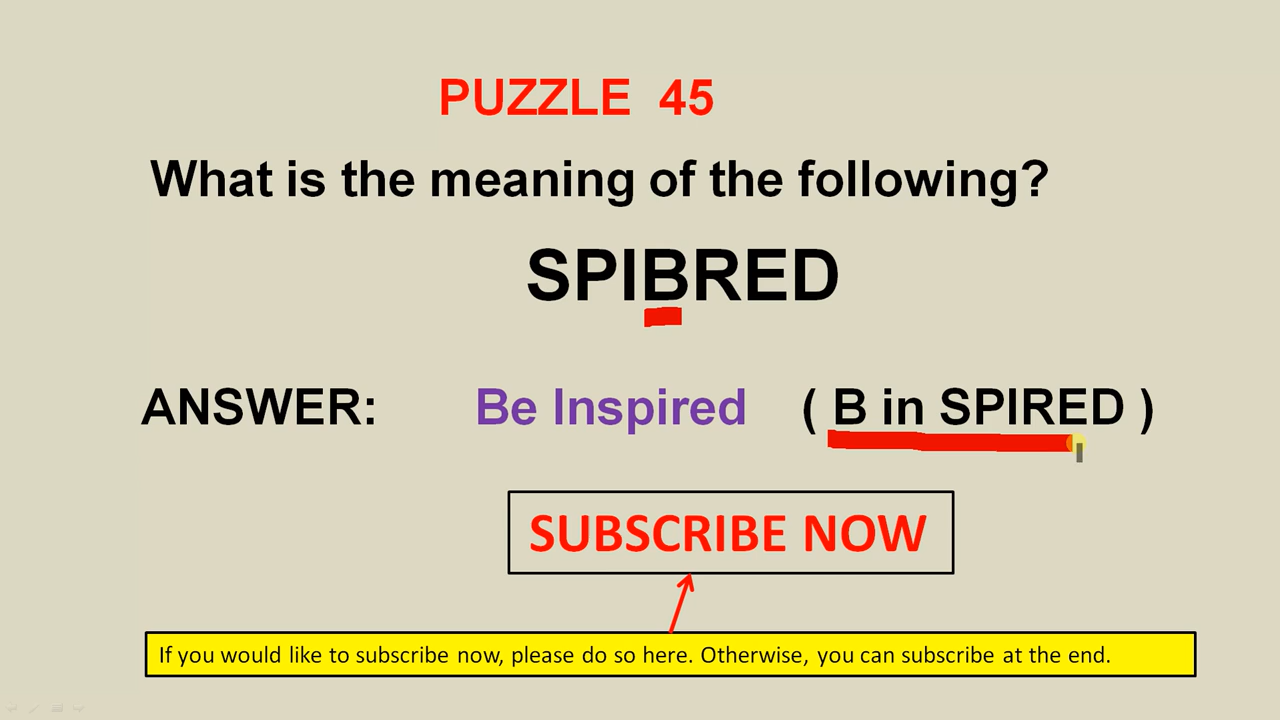 PUZZLE 45
What is the meaning of the following?
SPIBRED
ANSWER: Be Inspired ( B in SPIRED )
SUBSCRIBE NOW
If you would like to subscribe now, please do so here. Otherwise, you can subscribe at the end.